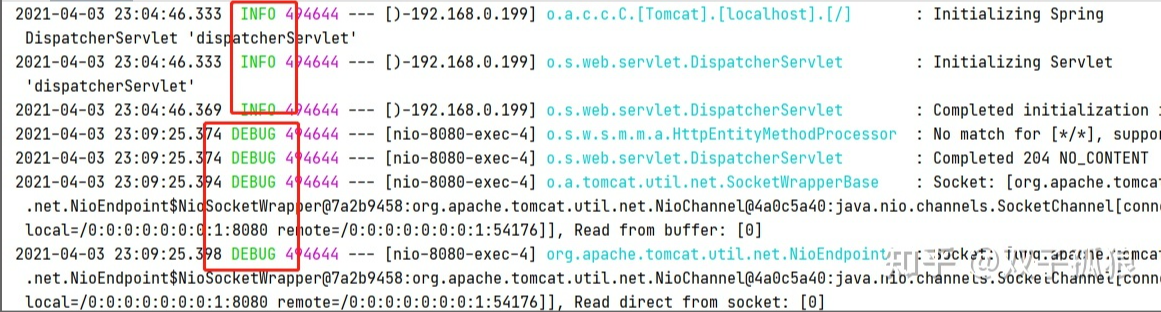 2021-04-03 23:04:46.333 INFO 494644 --- [)-192.168.0.199] o.a.c.c.C.[Tomcat].[localhost].[/] : Initializing Spring
DispatcherServlet 'dispatcherServlet'
2021-04-03 23:04:46.333 INFO 494644 --- [)-192.168.0.199] o.s.web.servlet.DispatcherServlet : Initializing Servlet
'dispatcherServlet'
2021-04-03 23:04:46.369 INFO 494644 --- [)-192.168.0.199] o.s.web.servlet.DispatcherServlet : Completed initialization i
2021-04-03 23:09:25.374 DEBUG 494644 --- [nio-8080-exec-4] o.s.w.s.m.m.a.HttpEntityMethodProcessor : No match for [*/*], suppor
2021-04-03 23:09:25.374 DEBUG 494644 --- [nio-8080-exec-4] o.s.web.servlet.DispatcherServlet : Completed 204 NO_CONTENT
2021-04-03 23:09:25.394 DEBUG 494644 --- [nio-8080-exec-4] o.a.tomcat.util.net.SocketWrapperBase : Socket: [org.apache.tomcat
.net.NioEndpoint$NioSocketWrapper@7a2b9458:org.apache.tomcat.util.net.NioChannel@4a0c5a40:java.nio.channels.SocketChannel[conne
local=/0:0:0:0:0:0:0:1:8080 remote=/0:0:0:0:0:0:0:1:54176]], Read from buffer: [0]
2021-04-03 23:09:25.398 DEBUG 494644 --- [nio-8080-exec-4] org.apache.tomcat.util.net.NioEndpoint : Socket: [org.apache.tomcat
知乎 @双子孤狼
.net.NioEndpoint$NioSocketWrapper@7a2b9458:org.apache.tomcat.util.net.NioChannel@4a0c5a40:java.nio.channels.SocketChannel[conne
local=/0:0:0:0:0:0:0:1:8080 remote=/0:0:0:0:0:0:0:1:54176]], Read direct from socket: [0]